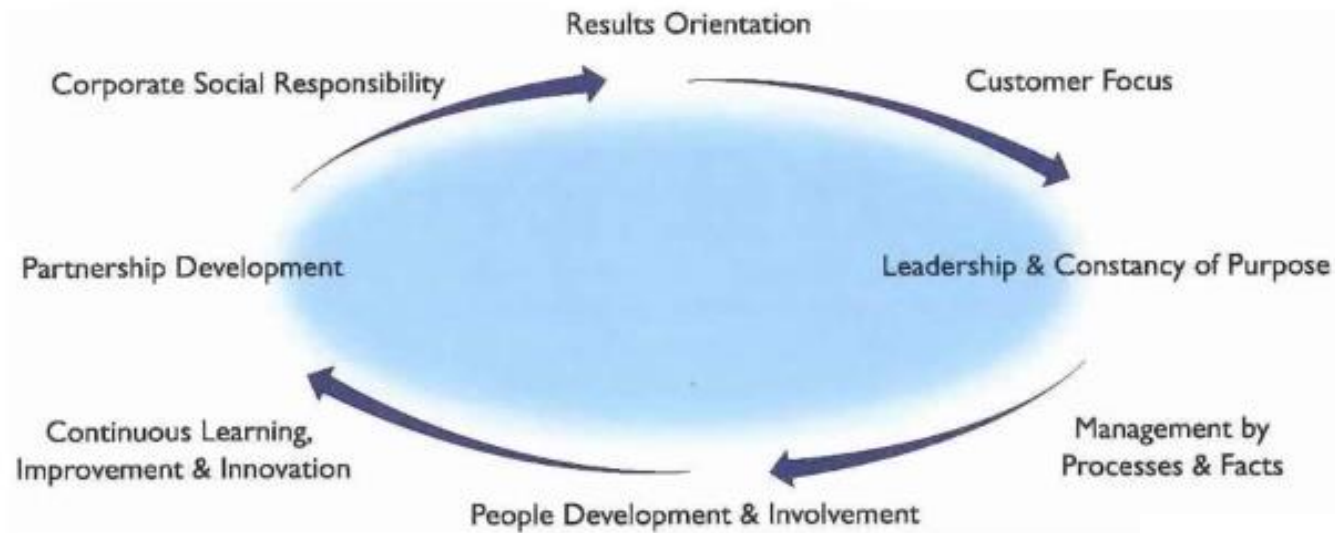 Results Orientation
Corporate Social Responsibility
Customer Focus
Partnership Development
Leadership & Constancy of Purpose
Continuous Learning,
Improvement & Innovation
Management by
Processes & Facts
People Development & Involvement